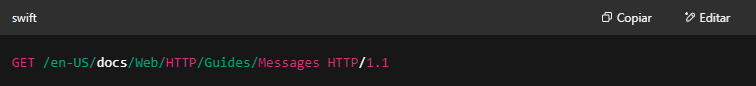 swift
Copiar
Editar
GET /en-US/docs/Web/HTTP/Guides/Messages HTTP/1.1